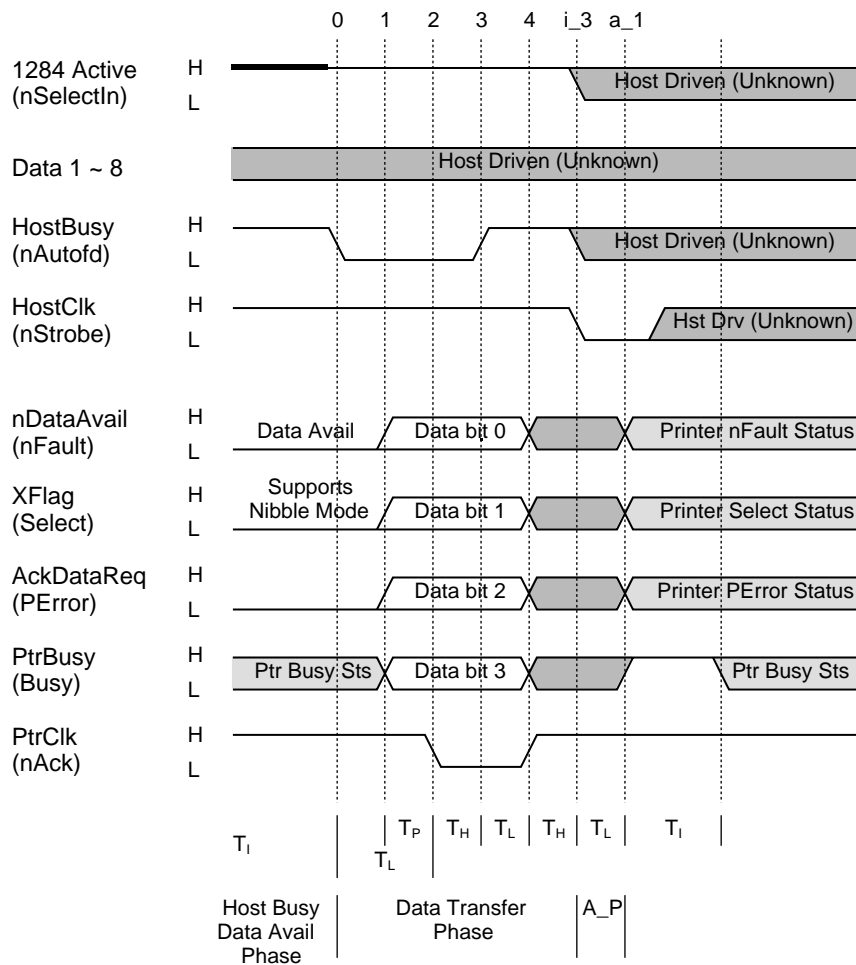 0 1 2 3 4 i_3 a_1
1284 Active
(nSelectIn)
H
L
Host Driven (Unknown)
Data 1 ~ 8
Host Driven (Unknown)
HostBusy
(nAutofd)
H
L
Host Driven (Unknown)
HostClk
(nStrobe)
H
L
Hst Drv (Unknown)
nDataAvail
(nFault)
H
L
Data Avail
Data bit 0
Printer nFault Status
XFlag
(Select)
H
L
Supports
Nibble Mode
Data bit 1
Printer Select Status
AckDataReq
(PError)
H
L
Data bit 2
Printer PError Status
PtrBusy
(Busy)
H
L
Ptr Busy Sts
Data bit 3
Ptr Busy Sts
PtrClk
(nAck)
H
L
TI TP TH TL TH TL TI
TL
Host Busy
Data Avail
Phase
Data Transfer
Phase
A_P